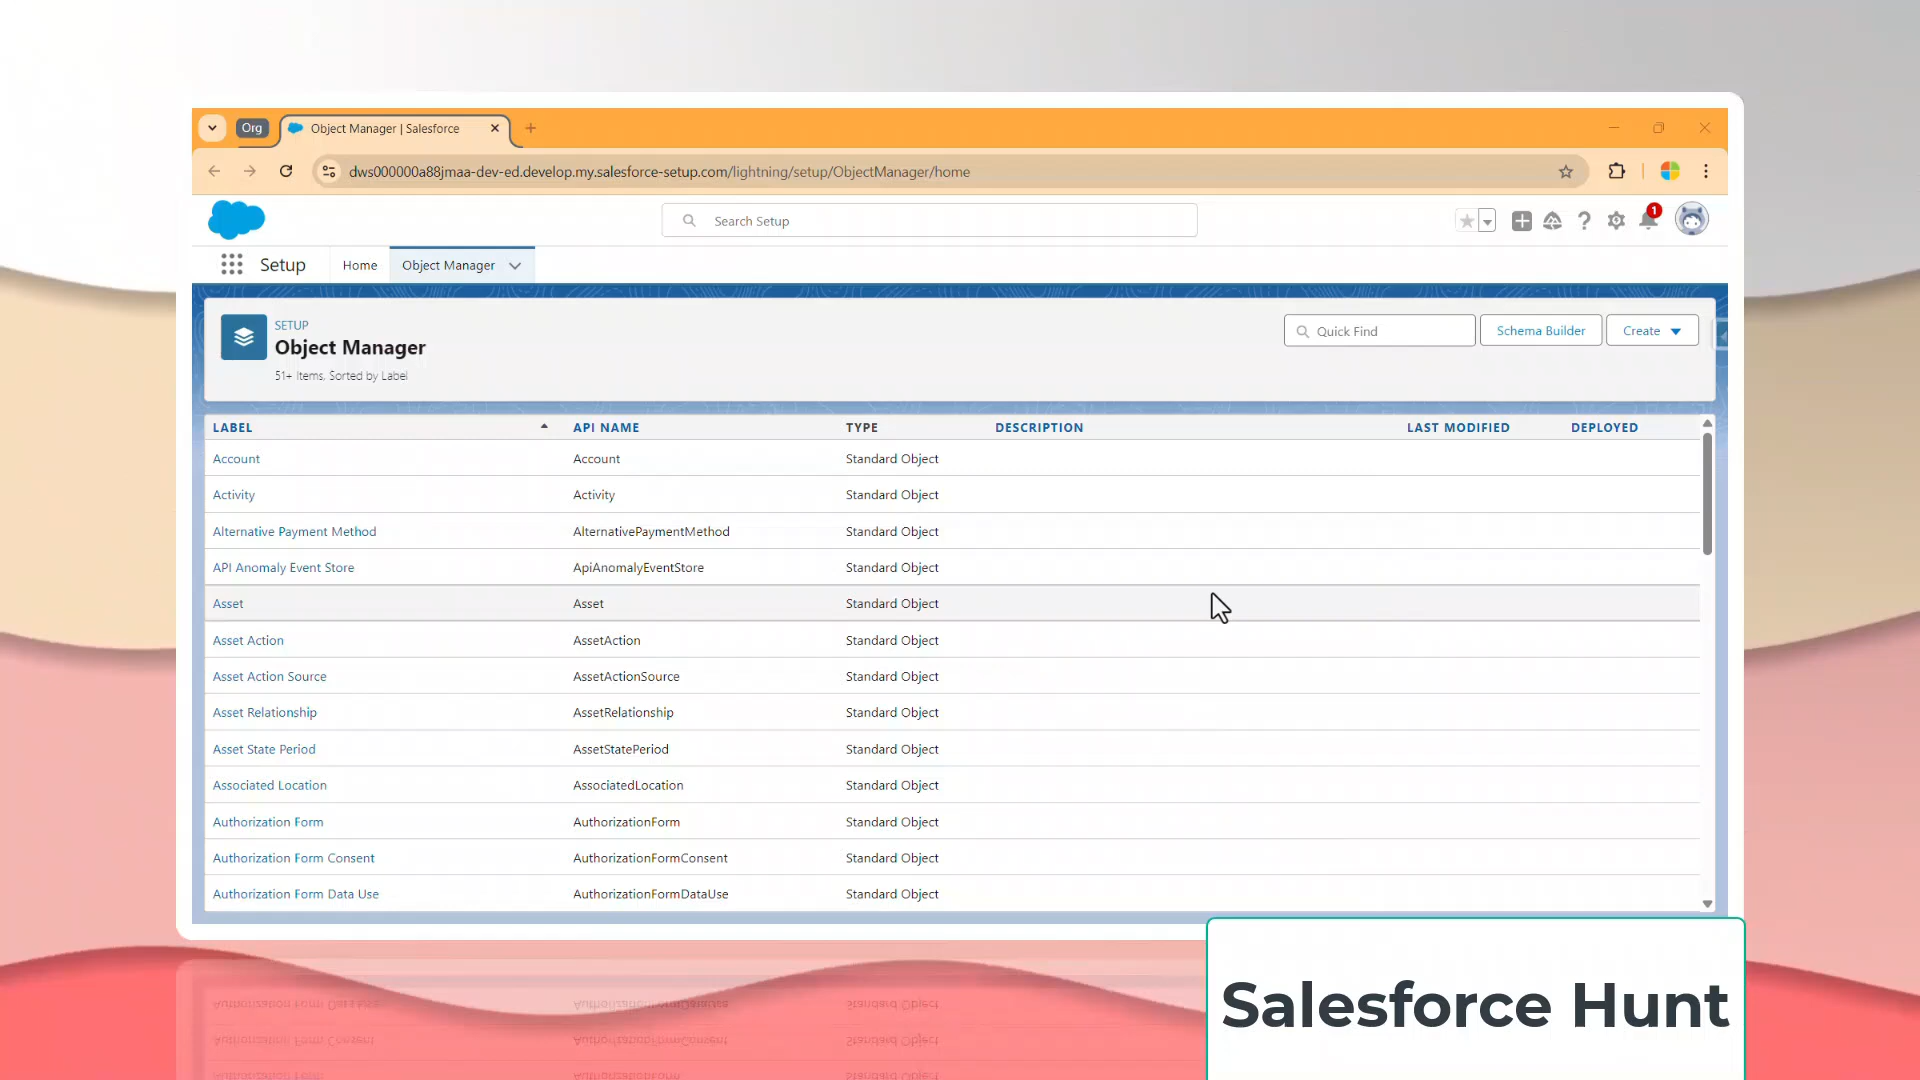 Org
Object Manager | Salesforce
dws000000a88jmaa-dev-ed.develop.my.salesforce-setup.com/lightning/setup/ObjectManager/home
Search Setup
1
Setup
Home
Object Manager
SETUP
Object Manager
51+ Items, Sorted by Label
Quick Find
Schema Builder
Create
LABEL API NAME TYPE DESCRIPTION LAST MODIFIED DEPLOYED
Account Account Standard Object
Activity Activity Standard Object
Alternative Payment Method AlternativePaymentMethod Standard Object
API Anomaly Event Store ApiAnomalyEventStore Standard Object
Asset Asset Standard Object
Asset Action AssetAction Standard Object
Asset Action Source AssetActionSource Standard Object
Asset Relationship AssetRelationship Standard Object
Asset State Period AssetStatePeriod Standard Object
Associated Location AssociatedLocation Standard Object
Authorization Form AuthorizationForm Standard Object
Authorization Form Consent AuthorizationFormConsent Standard Object
Authorization Form Data Use AuthorizationFormDataUse Standard Object
Salesforce Hunt